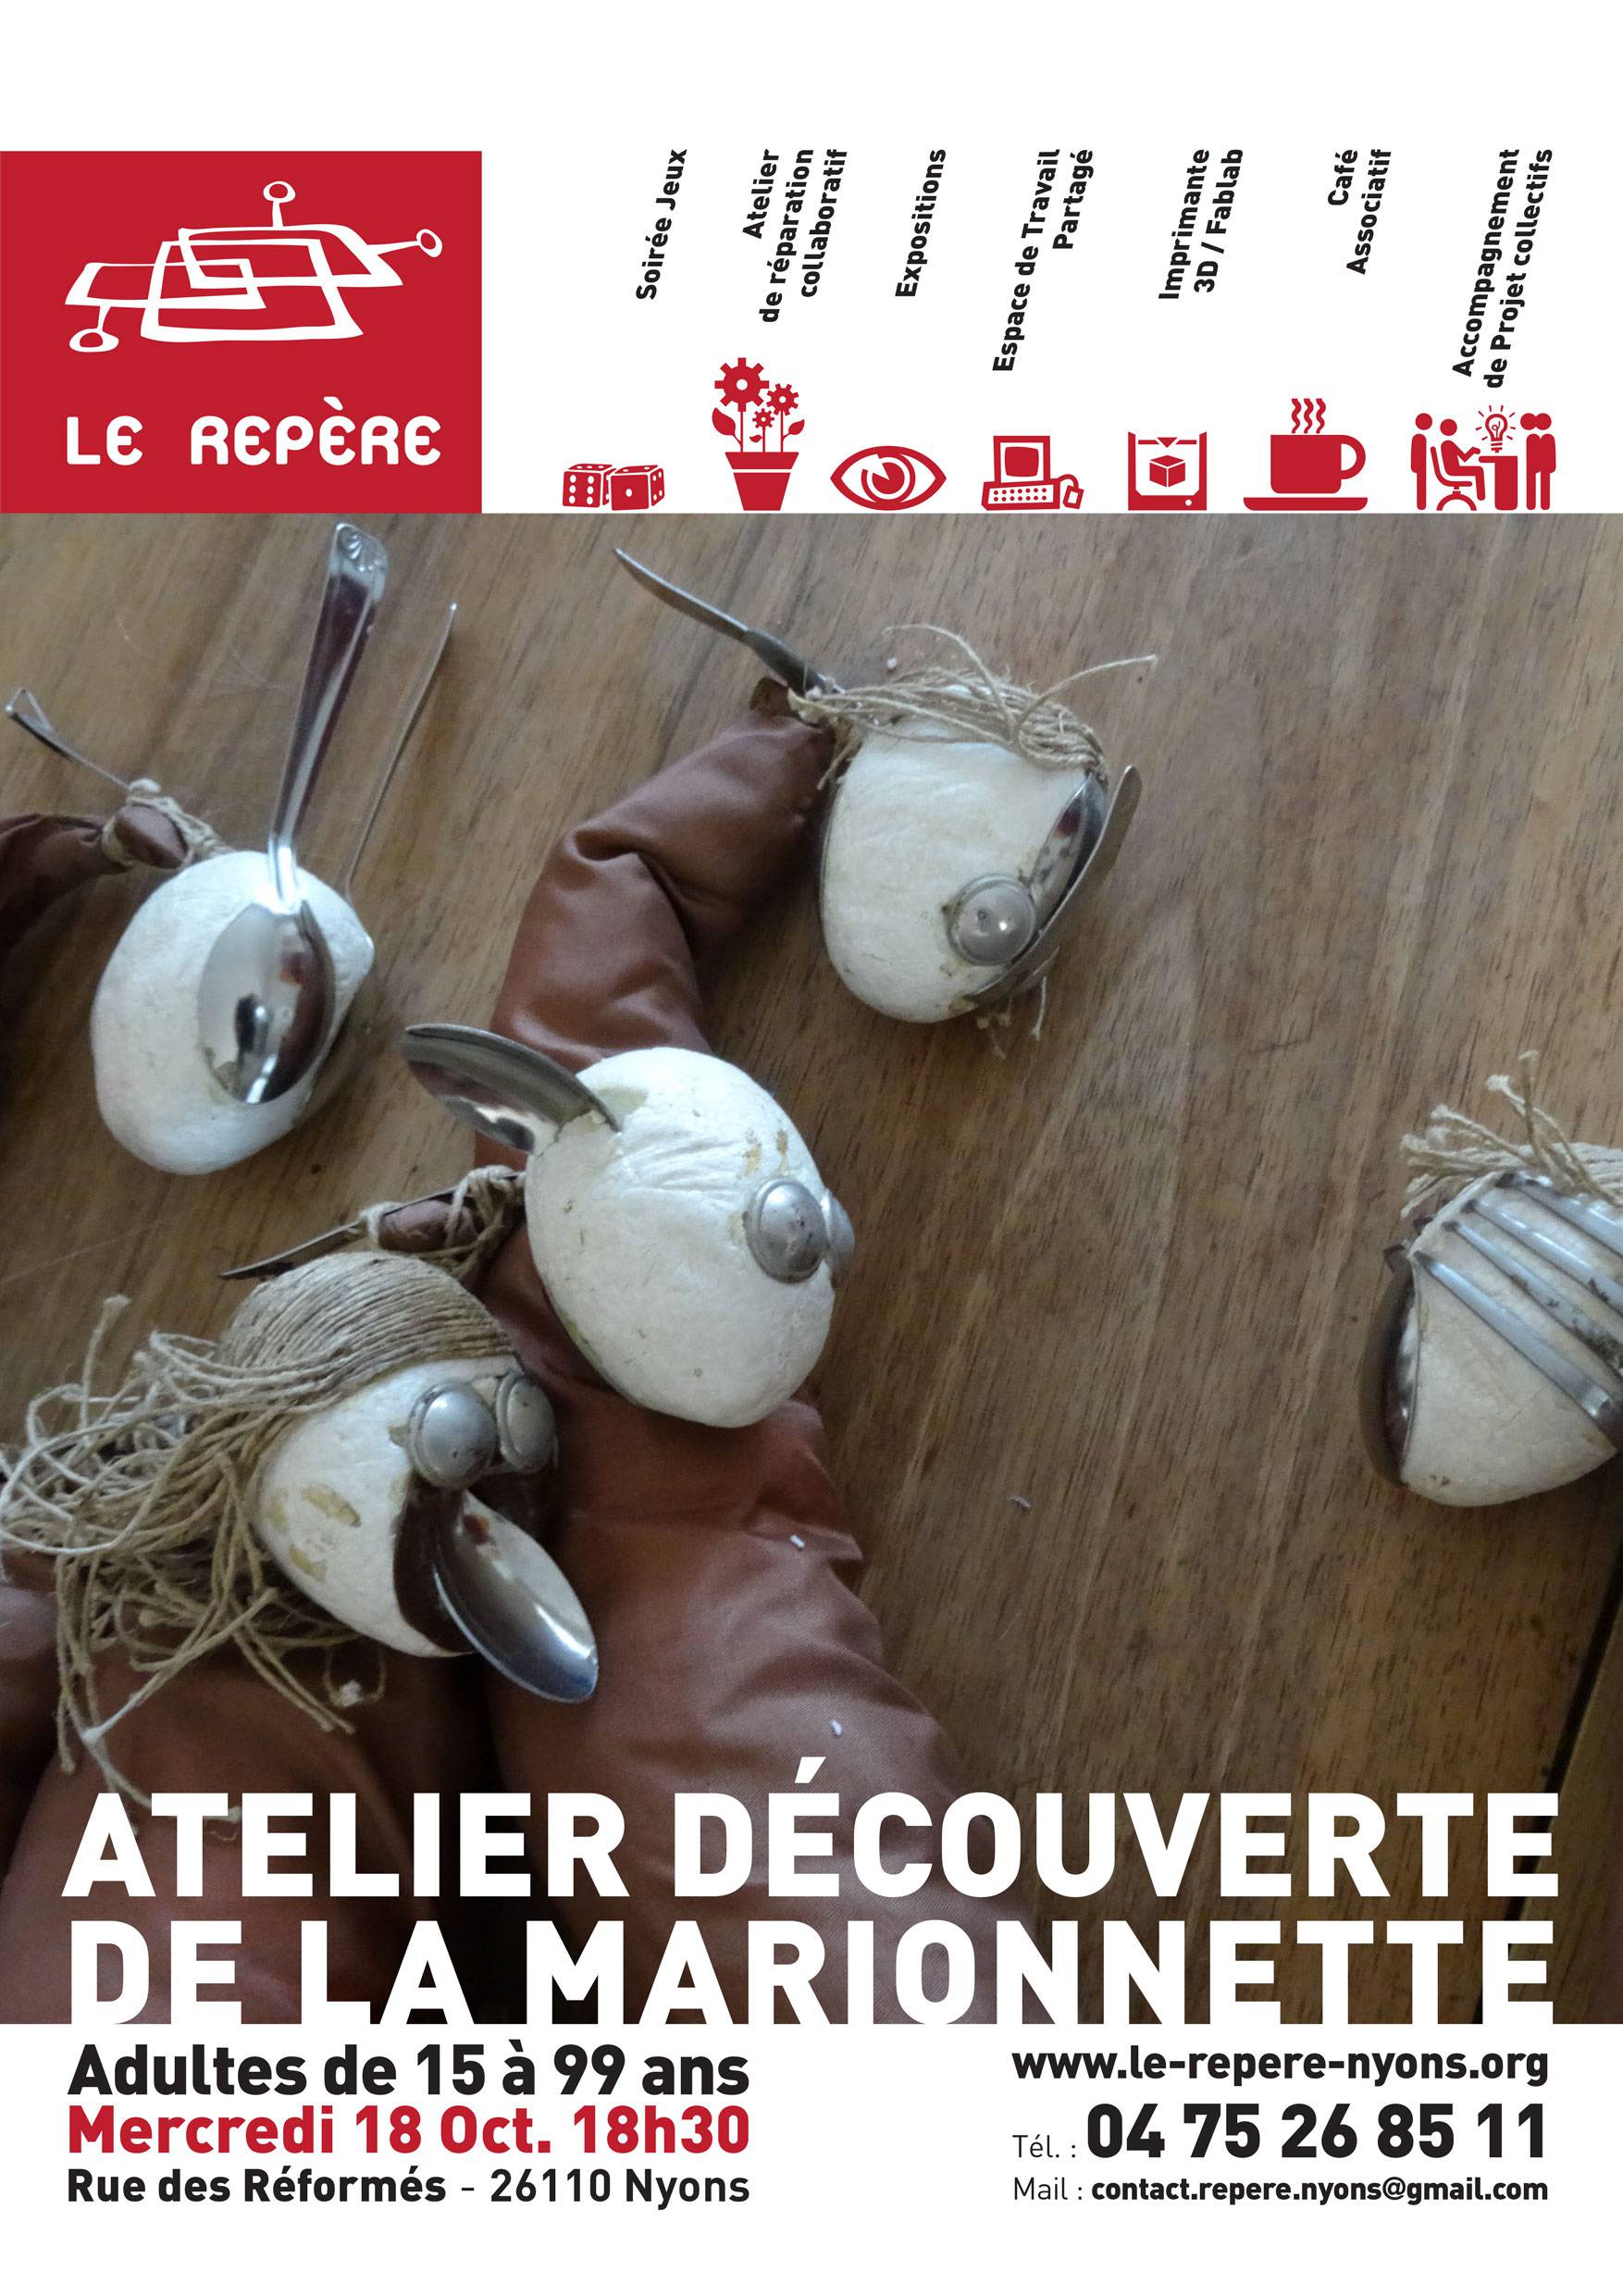 LE REPÈRE
Soirée Jeux
Atelier
de réparation
collaboratif
Expositions
Espace de Travail
Partagé
Imprimante
3D / Fablab
Café
Associatif
Accompagnement
de Projet collectifs
ATELIER DÉCOUVERTE
DE LA MARIONNETTE
Adultes de 15 à 99 ans
Mercredi 18 Oct. 18h30
Rue des Réformés - 26110 Nyons
www.le-repere-nyons.org
Tél. : 04 75 26 85 11
Mail : contact.repere.nyons@gmail.com